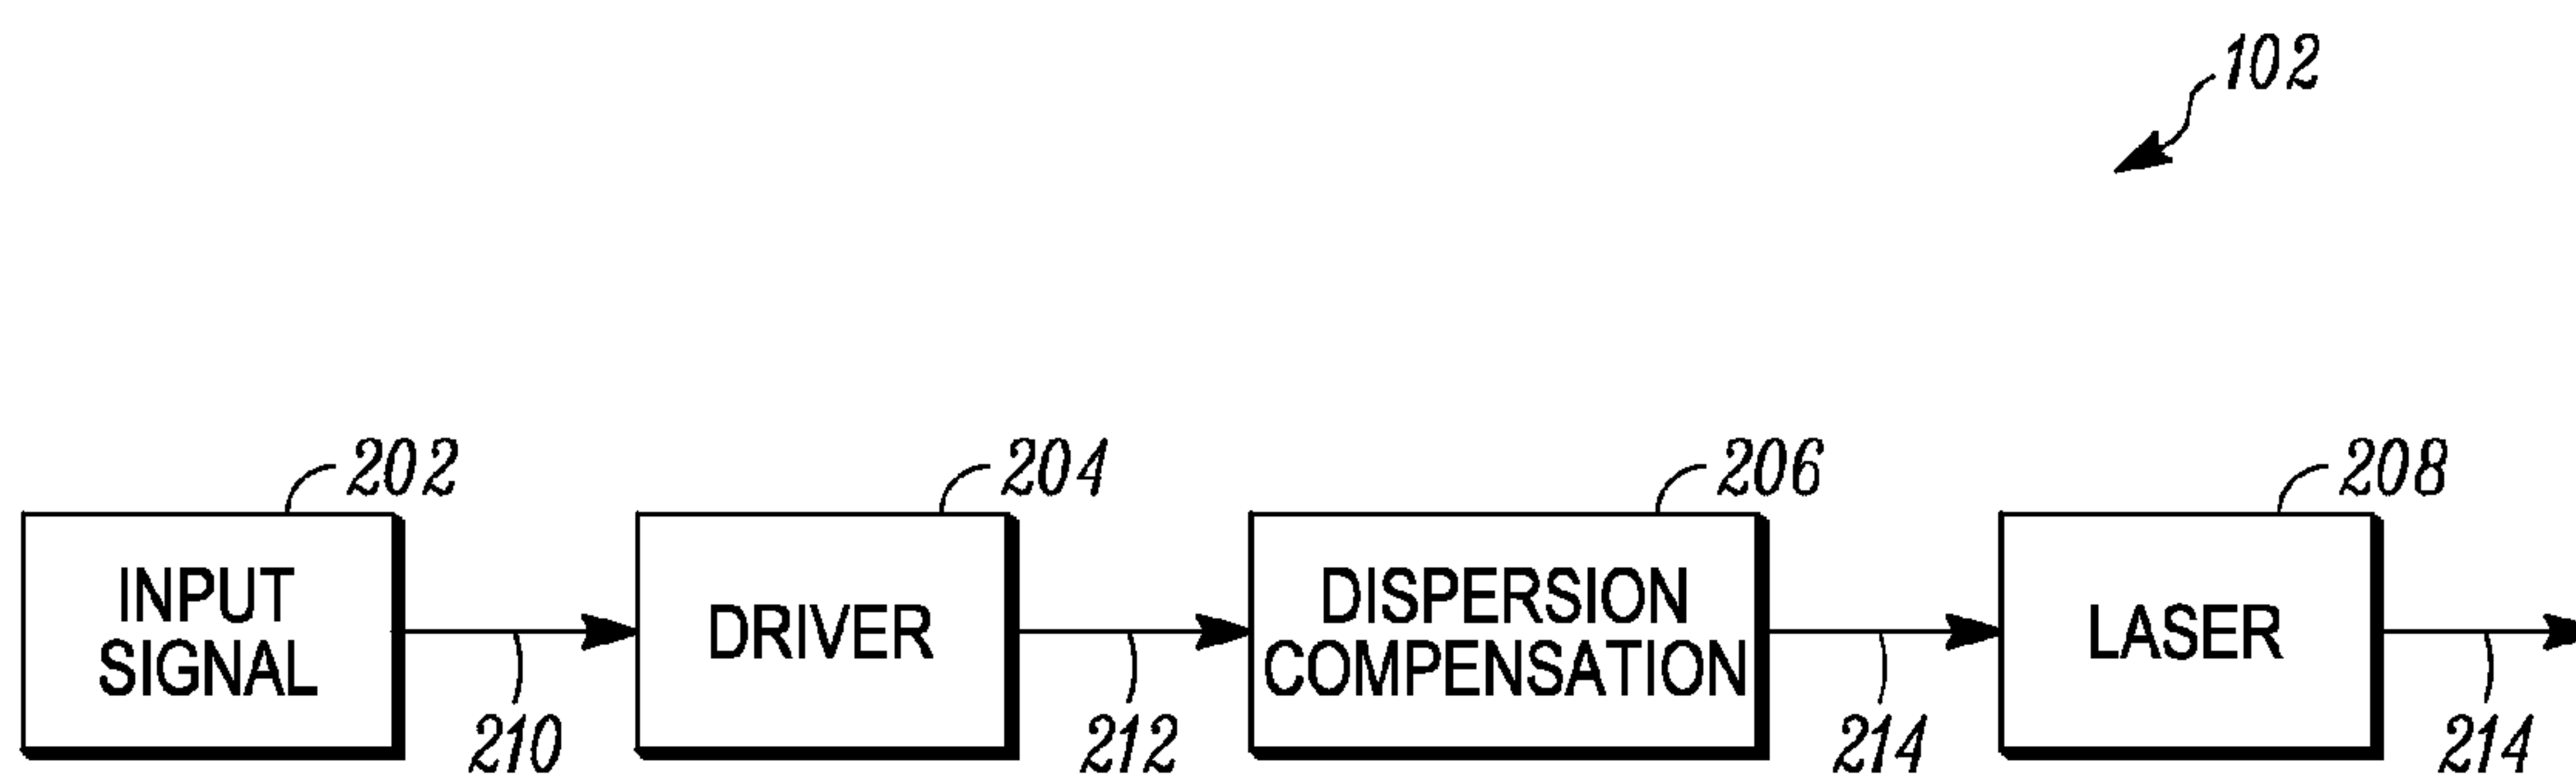 102
202
204
206
208
INPUT
SIGNAL
DRIVER
DISPERSION
COMPENSATION
LASER
210
212
214
214